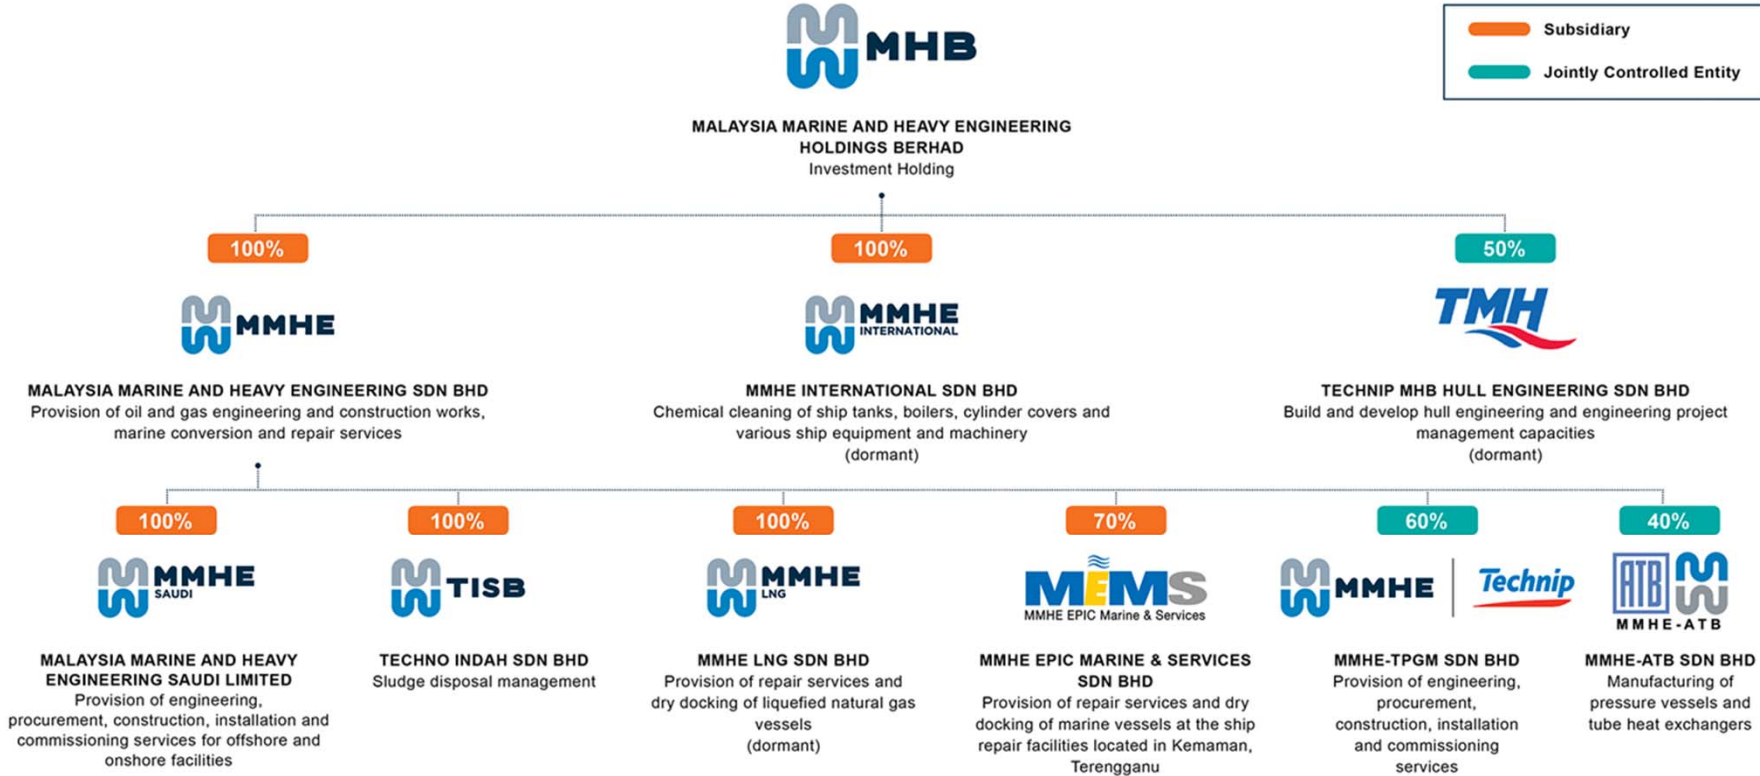 MHB
Subsidiary
Jointly Controlled Entity
MALAYSIA MARINE AND HEAVY ENGINEERING
HOLDINGS BERHAD
Investment Holding
100%
100%
50%
MMHE
MMHE
INTERNATIONAL
TMH
MALAYSIA MARINE AND HEAVY ENGINEERING SDN BHD
Provision of oil and gas engineering and construction works,
marine conversion and repair services
MMHE INTERNATIONAL SDN BHD
Chemical cleaning of ship tanks, boilers, cylinder covers and
various ship equipment and machinery
(dormant)
TECHNIP MHB HULL ENGINEERING SDN BHD
Build and develop hull engineering and engineering project
management capacities
(dormant)
100%
100%
100%
70%
60%
40%
MMHE
SAUDI
TISB
MMHE
LNG
MEMS
MMHE EPIC Marine & Services
MMHE
Technip
ATB
MMHE-ATB
MALAYSIA MARINE AND HEAVY
ENGINEERING SAUDI LIMITED
Provision of engineering,
procurement, construction, installation and
commissioning services for offshore and
onshore facilities
TECHNO INDAH SDN BHD
Sludge disposal management
MMHE LNG SDN BHD
Provision of repair services and
dry docking of liquefied natural gas
vessels
(dormant)
MMHE EPIC MARINE & SERVICES
SDN BHD
Provision of repair services and dry
docking of marine vessels at the ship
repair facilities located in Kemaman,
Terengganu
MMHE-TPGM SDN BHD
Provision of engineering,
procurement,
construction, installation
and commissioning
services
MMHE-ATB SDN BHD
Manufacturing of
pressure vessels and
tube heat exchangers